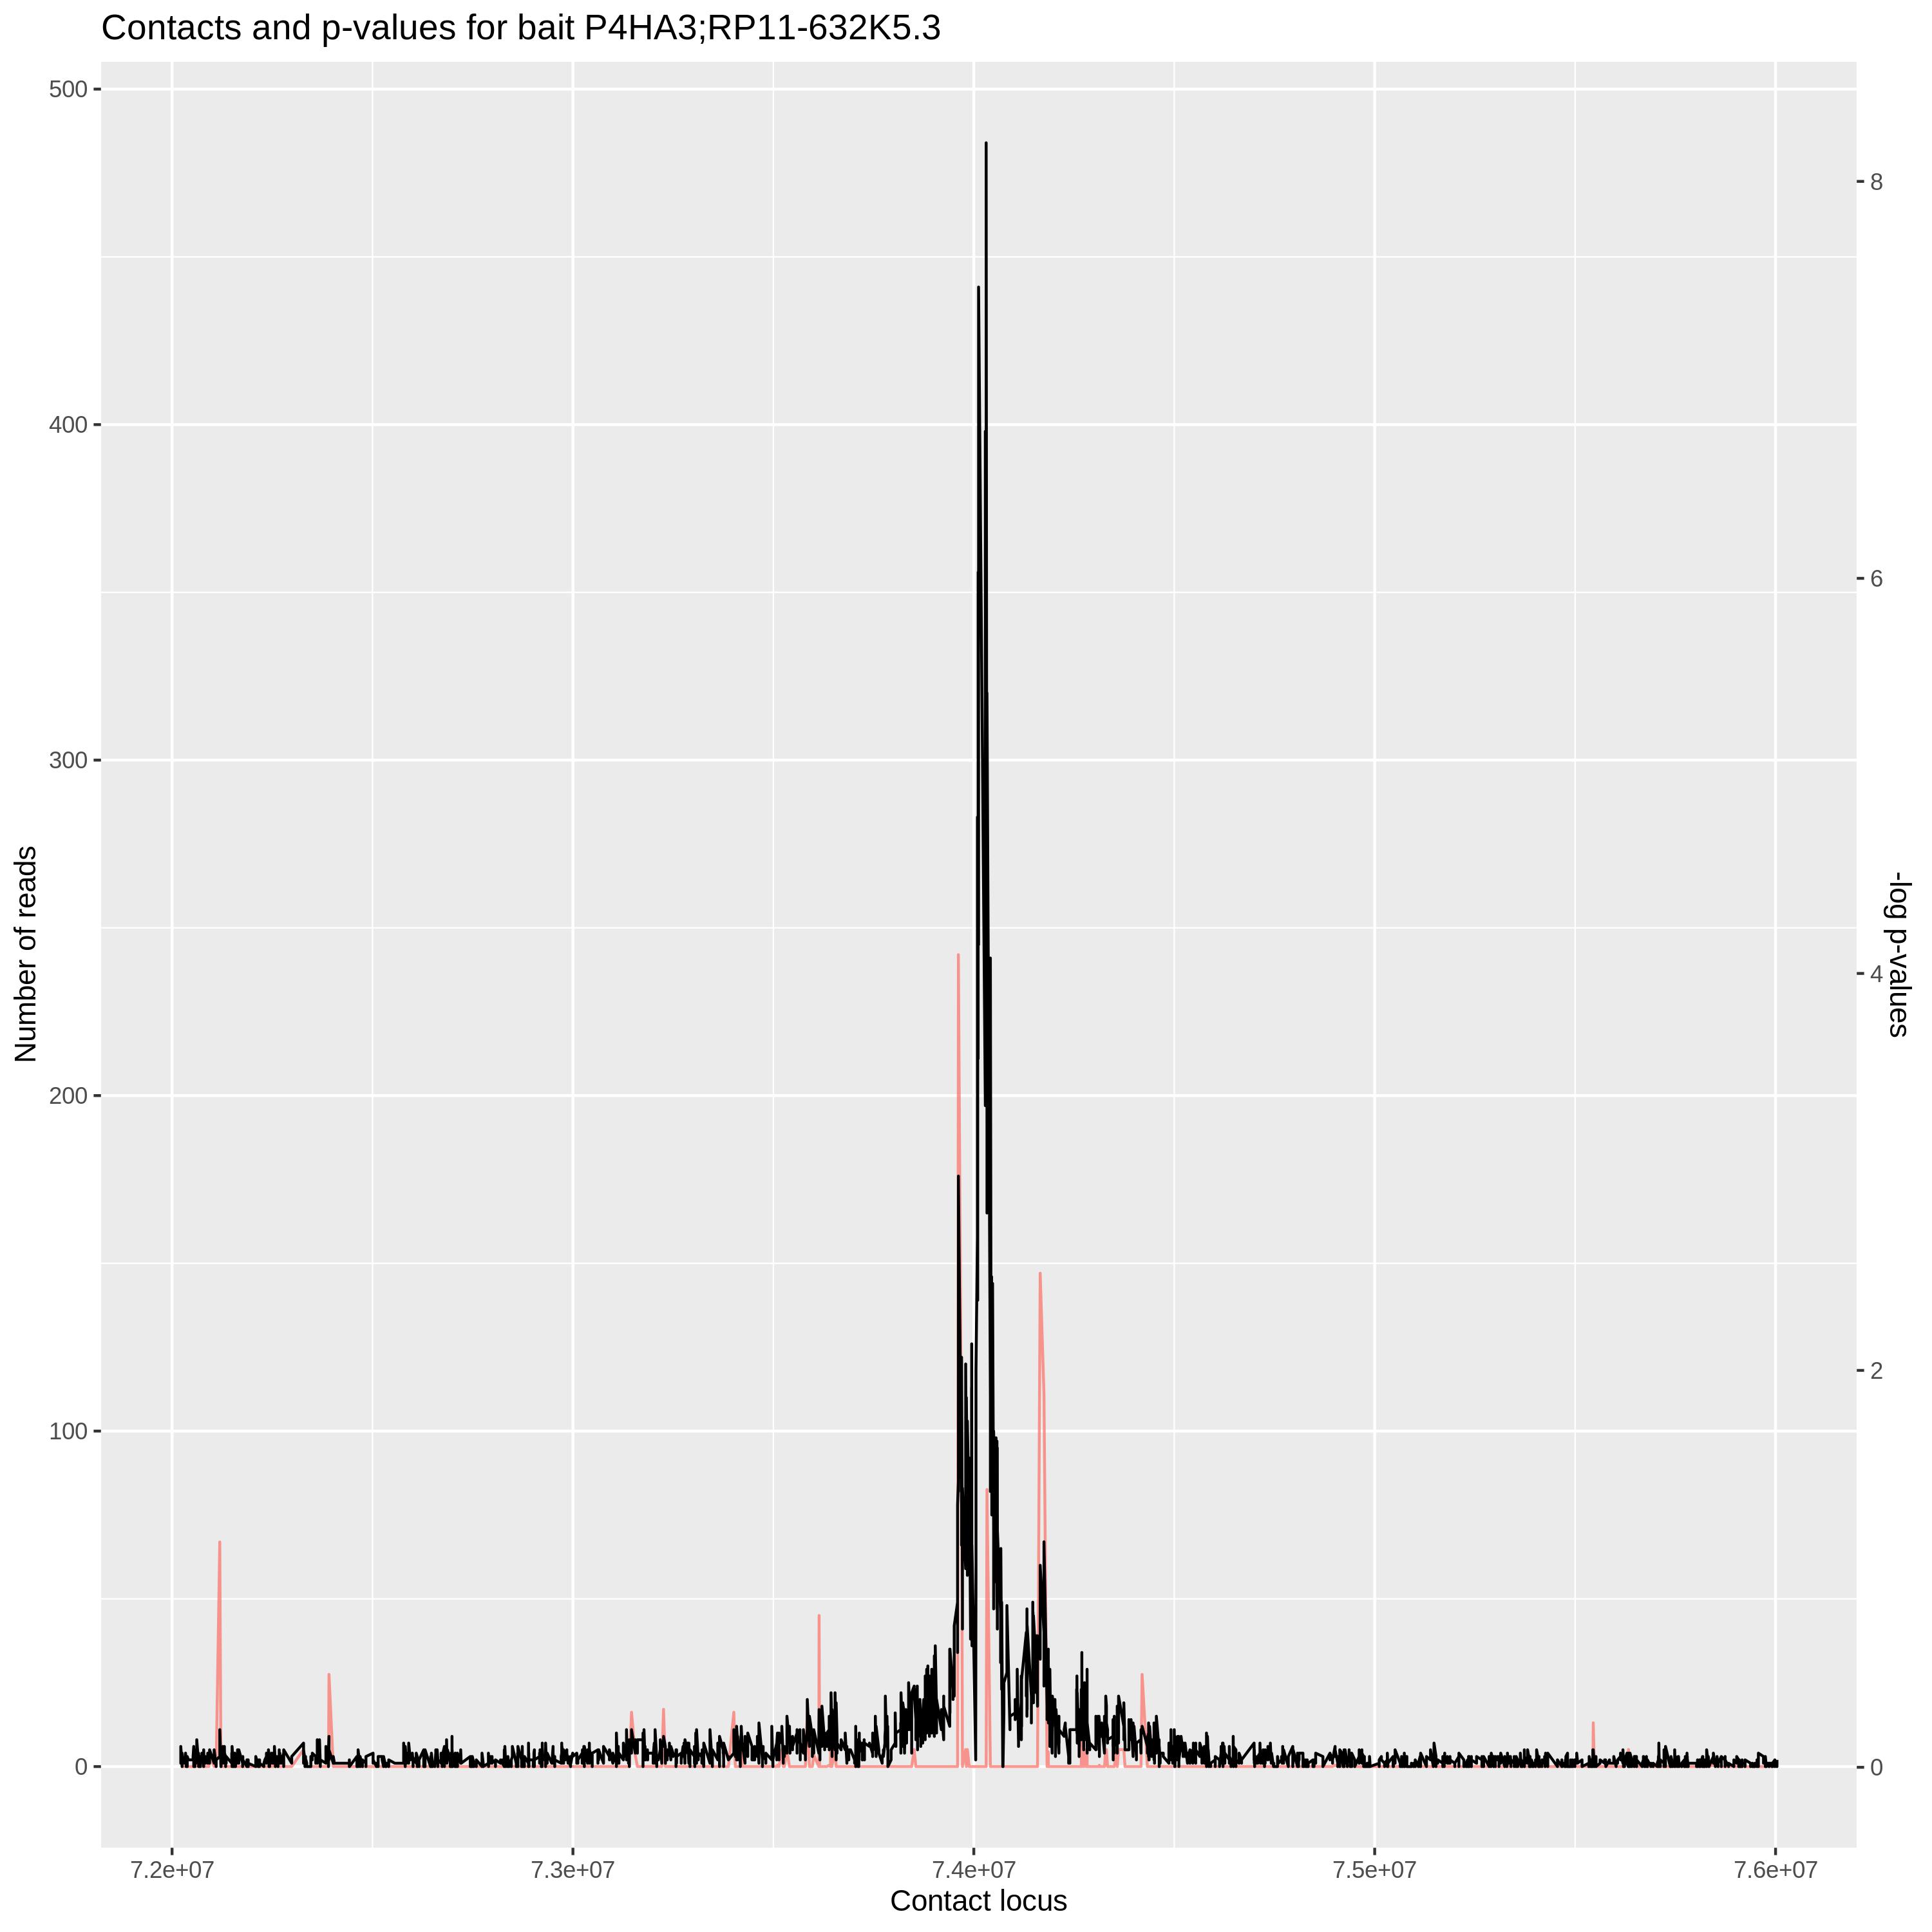 Contacts and p-values for bait P4HA3;RP11-632K5.3
500
400
300
200
100
0
Number of reads
8
6
4
2
0
-log p-values
7.2e+07
7.3e+07
7.4e+07
7.5e+07
7.6e+07
Contact locus